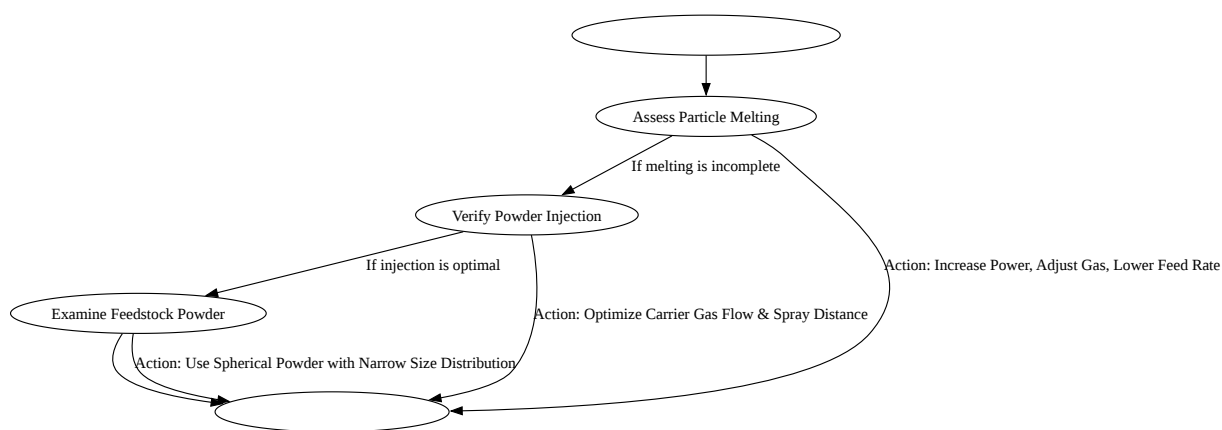 Assess Particle Melting
If melting is incomplete
Verify Powder Injection
If injection is optimal
Action: Increase Power, Adjust Gas, Lower Feed Rate
Examine Feedstock Powder
Action: Optimize Carrier Gas Flow & Spray Distance
Action: Use Spherical Powder with Narrow Size Distribution